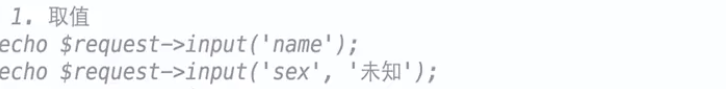 1. 取值
echo $request->input('name');
echo $request->input('sex', '未知');